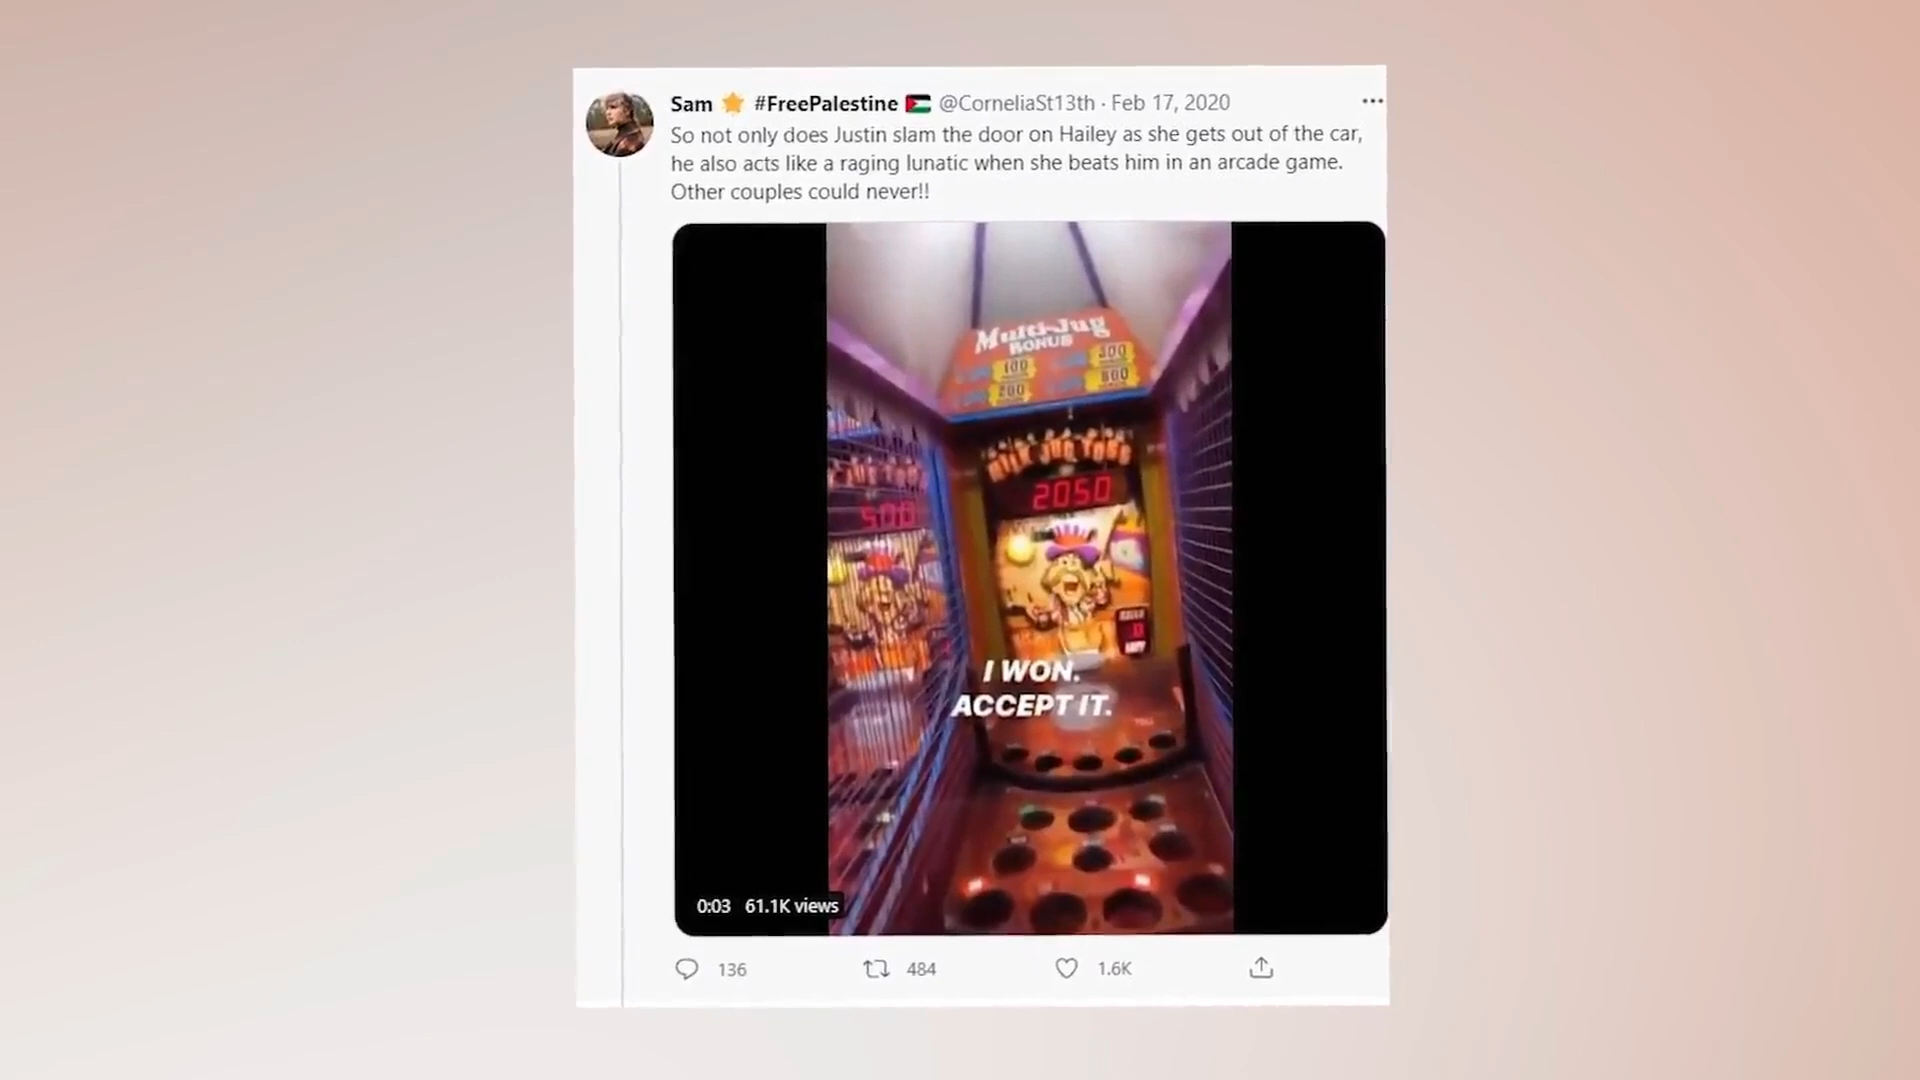 Sam ⭐ #FreePalestine 🇵🇸 @CorneliaSt13th · Feb 17, 2020
So not only does Justin slam the door on Hailey as she gets out of the car,
he also acts like a raging lunatic when she beats him in an arcade game.
Other couples could never!!
Multi-Jug
BONUS
100
300
200
MILK JUG TOSS
2050
500
I WON.
ACCEPT IT.
0:03 61.1K views
136 484 1.6K